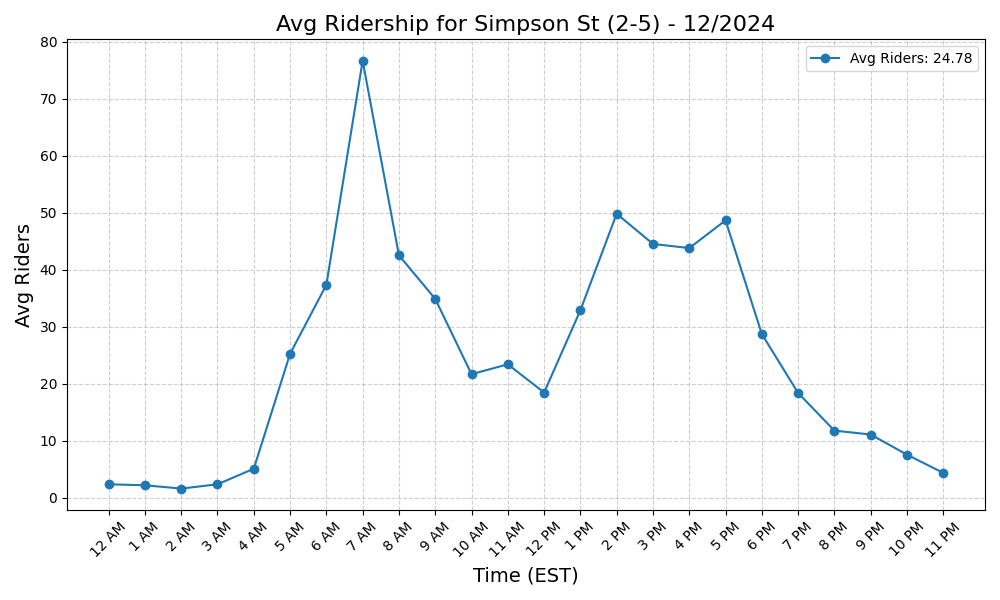 Avg Ridership for Simpson St (2-5) - 12/2024
Avg Riders: 24.78
Avg Riders
80
70
60
50
40
30
20
10
0
12 AM
1 AM
2 AM
3 AM
4 AM
5 AM
6 AM
7 AM
8 AM
9 AM
10 AM
11 AM
12 PM
1 PM
2 PM
3 PM
4 PM
5 PM
6 PM
7 PM
8 PM
9 PM
10 PM
11 PM
Time (EST)